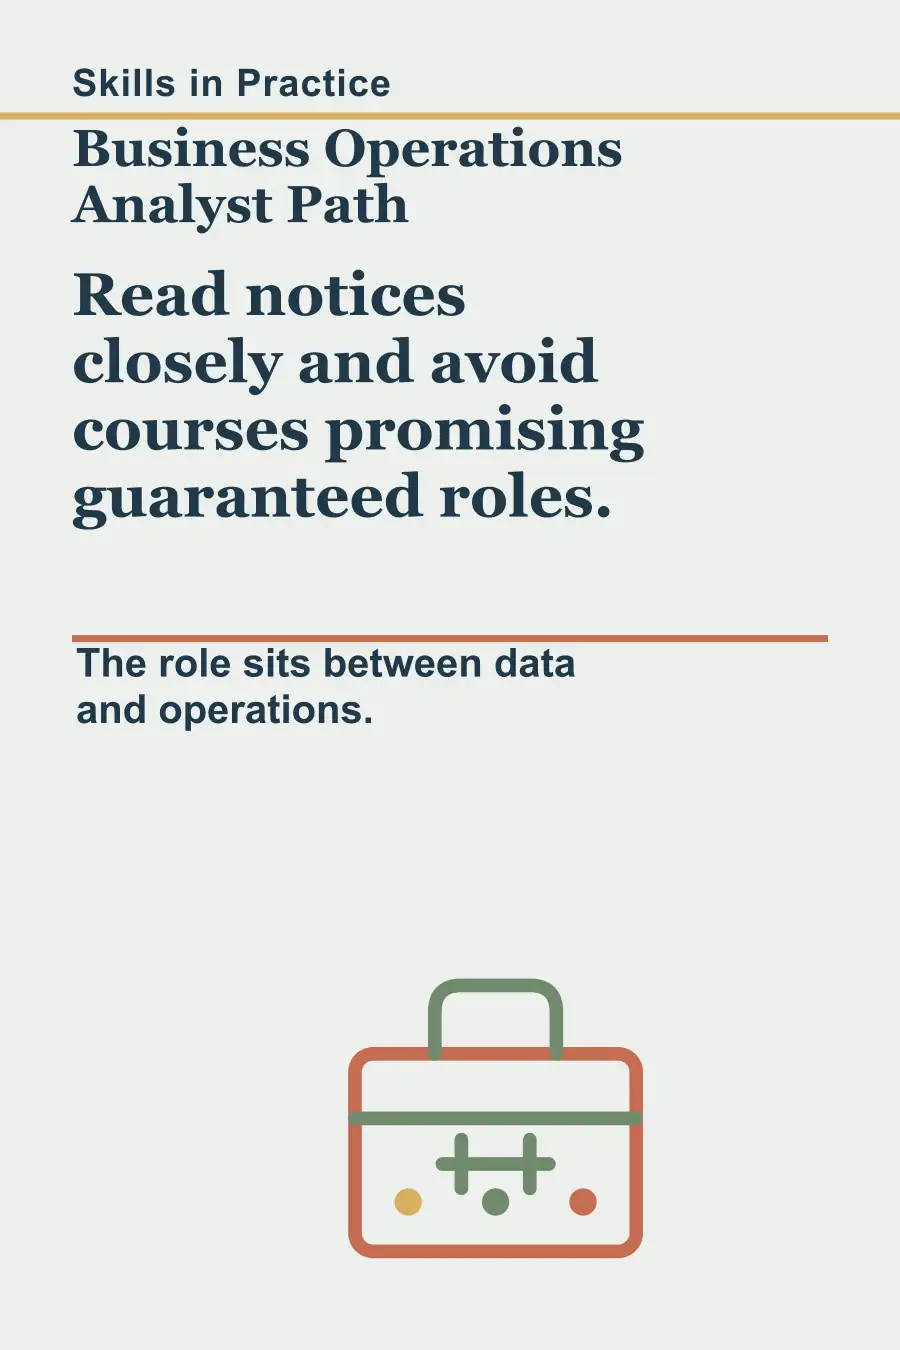 Skills in Practice
Business Operations
Analyst Path
Read notices
closely and avoid
courses promising
guaranteed roles.
The role sits between data
and operations.